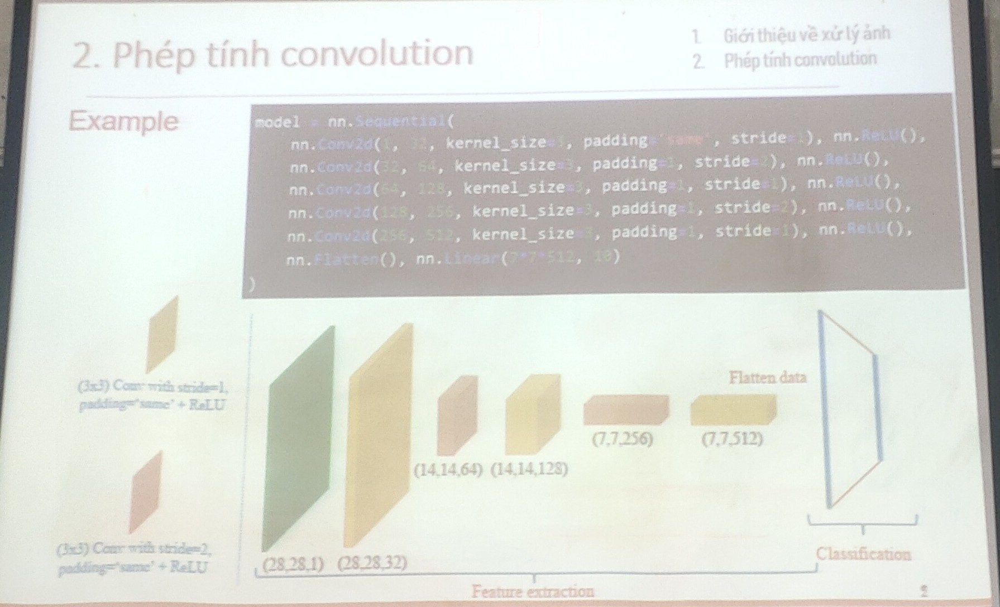 2. Phép tính convolution
1. Giới thiệu về xử lý ảnh
2. Phép tính convolution
Example
model = nn.Sequential(
nn.Conv2d(1, 32, kernel_size=3, padding='same', stride=1), nn.ReLU(),
nn.Conv2d(32, 64, kernel_size=3, padding=1, stride=2), nn.ReLU(),
nn.Conv2d(64, 128, kernel_size=3, padding=1, stride=1), nn.ReLU(),
nn.Conv2d(128, 256, kernel_size=3, padding=1, stride=2), nn.ReLU(),
nn.Conv2d(256, 512, kernel_size=3, padding=1, stride=1), nn.ReLU(),
nn.Flatten(), nn.Linear(7*7*512, 10)
)
(3x3) Conv with stride=1,
padding='same' + ReLU
(3x3) Conv with stride=2,
padding='same' + ReLU
(28,28,1)
(28,28,32)
(14,14,64)
(14,14,128)
(7,7,256)
(7,7,512)
Flatten data
Feature extraction
Classification